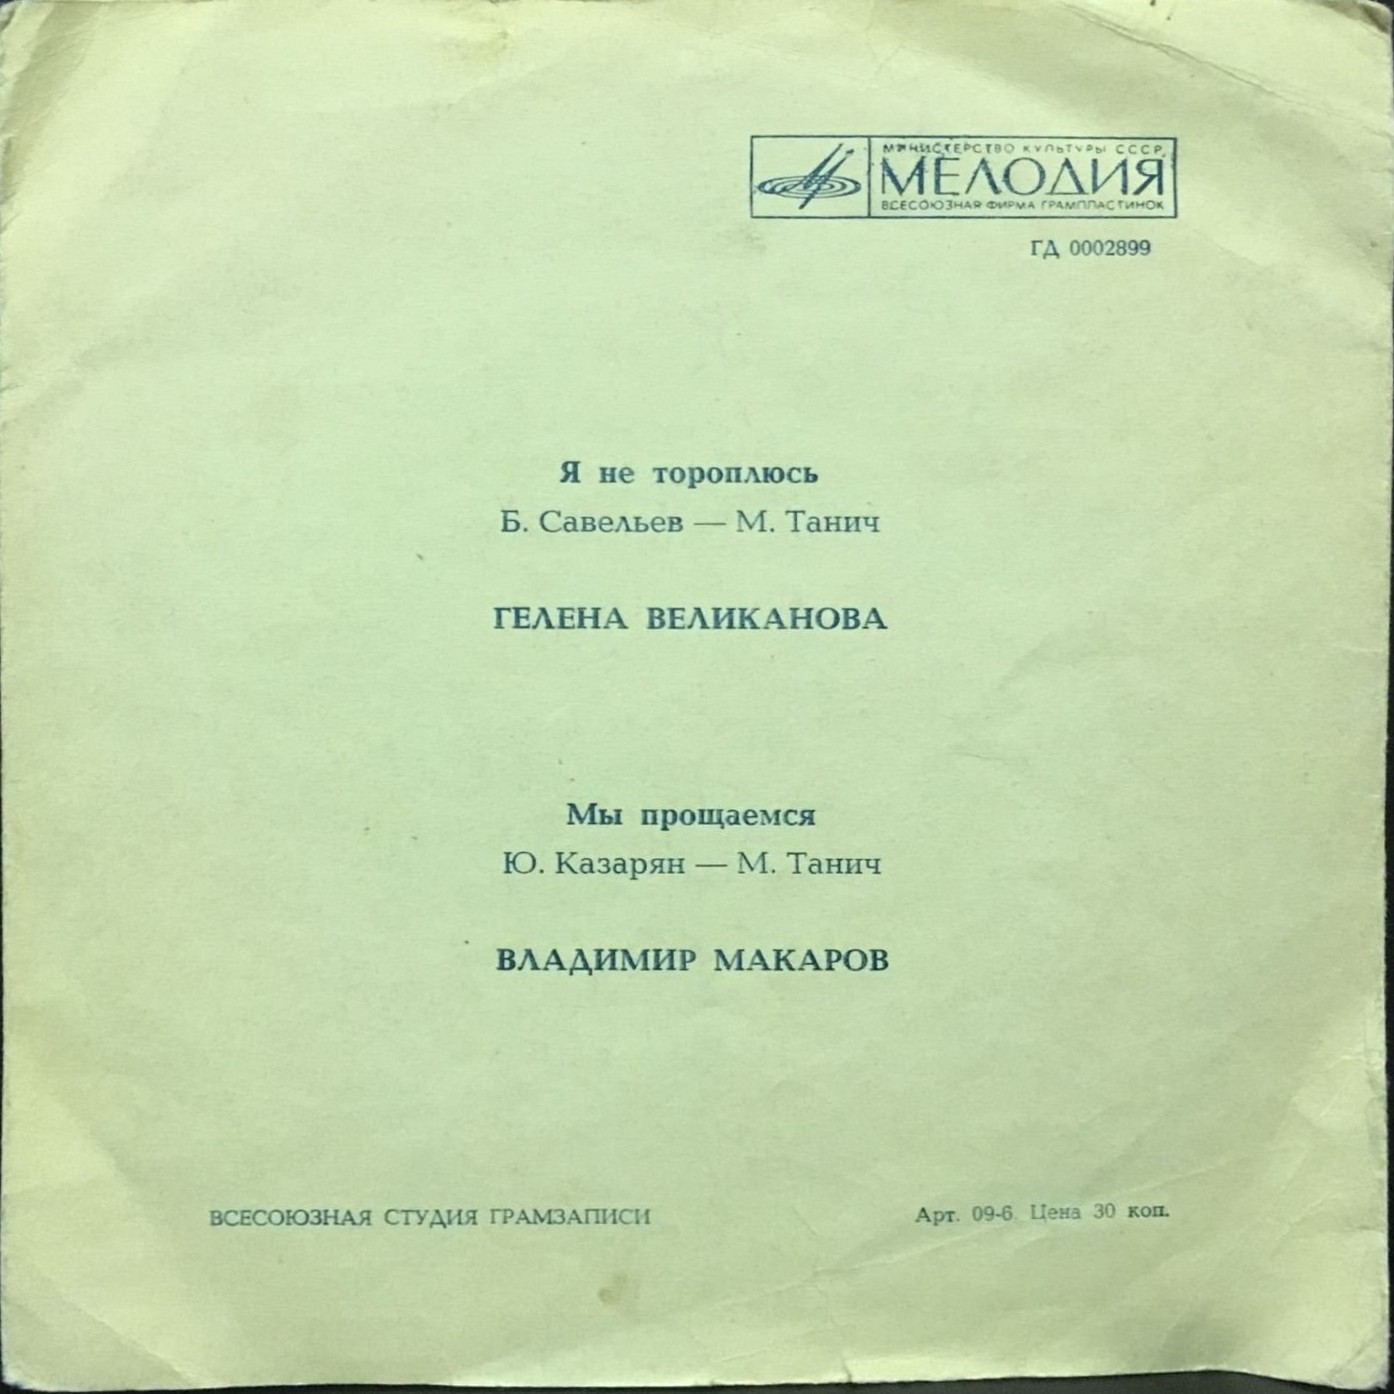 МИНИСТЕРСТВО КУЛЬТУРЫ СССР
МЕЛОДИЯ
ВСЕСОЮЗНАЯ ФИРМА ГРАМПЛАСТИНОК
ГД 0002899
Я не тороплюсь
Б. Савельев — М. Танич
ГЕЛЕНА ВЕЛИКАНОВА
Мы прощаемся
Ю. Казарян — М. Танич
ВЛАДИМИР МАКАРОВ
ВСЕСОЮЗНАЯ СТУДИЯ ГРАМЗАПИСИ
Арт. 09-6. Цена 30 коп.